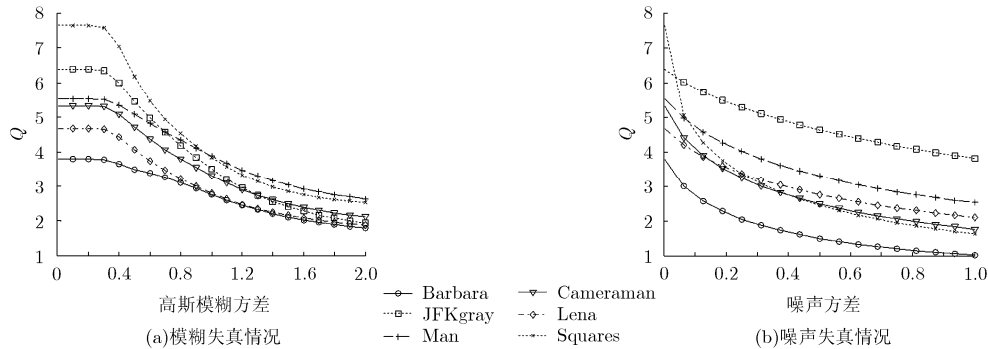 8
7
6
5
4
3
2
1
Q
0 0.4 0.8 1.2 1.6 2.0
高斯模糊方差
(a)模糊失真情况
8
7
6
5
4
3
2
1
Q
0 0.2 0.4 0.6 0.8 1.0
噪声方差
(b)噪声失真情况
Barbara
JFKgray
Man
Cameraman
Lena
Squares